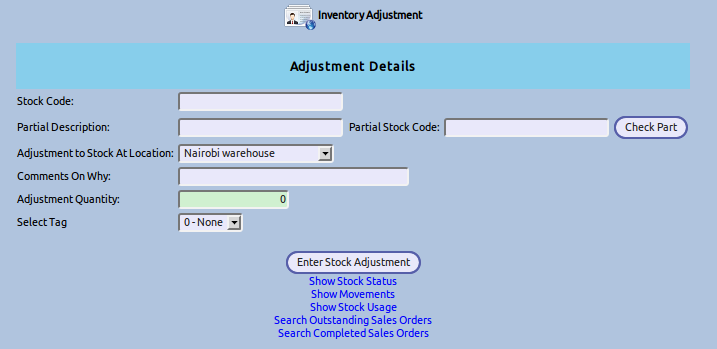 Inventory Adjustment
Adjustment Details
Stock Code:
Partial Description: Partial Stock Code: Check Part
Adjustment to Stock At Location: Nairobi warehouse
Comments On Why:
Adjustment Quantity: 0
Select Tag 0 - None
Enter Stock Adjustment
Show Stock Status
Show Movements
Show Stock Usage
Search Outstanding Sales Orders
Search Completed Sales Orders